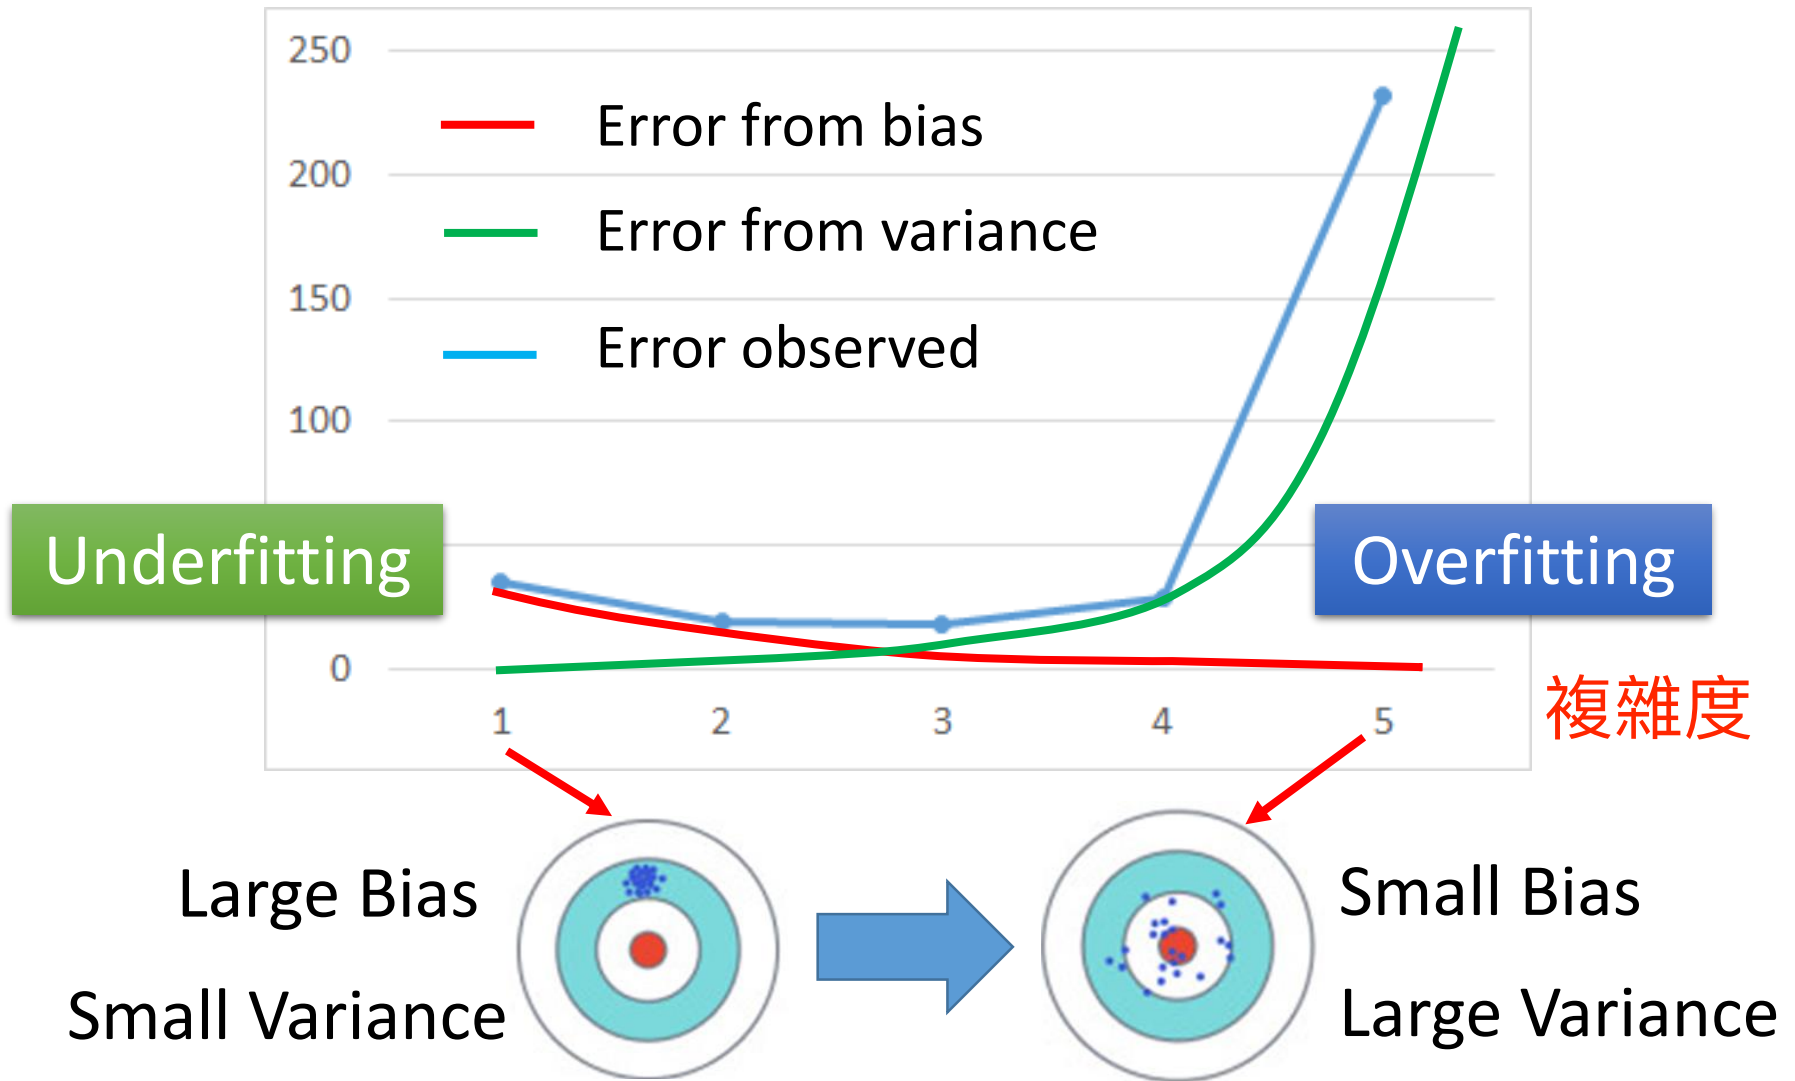 250
Error from bias
200
Error from variance
150
Error observed
100
Underfitting
Overfitting
0
複雜度
1 2 3 4 5
Large Bias
Small Bias
Small Variance
Large Variance